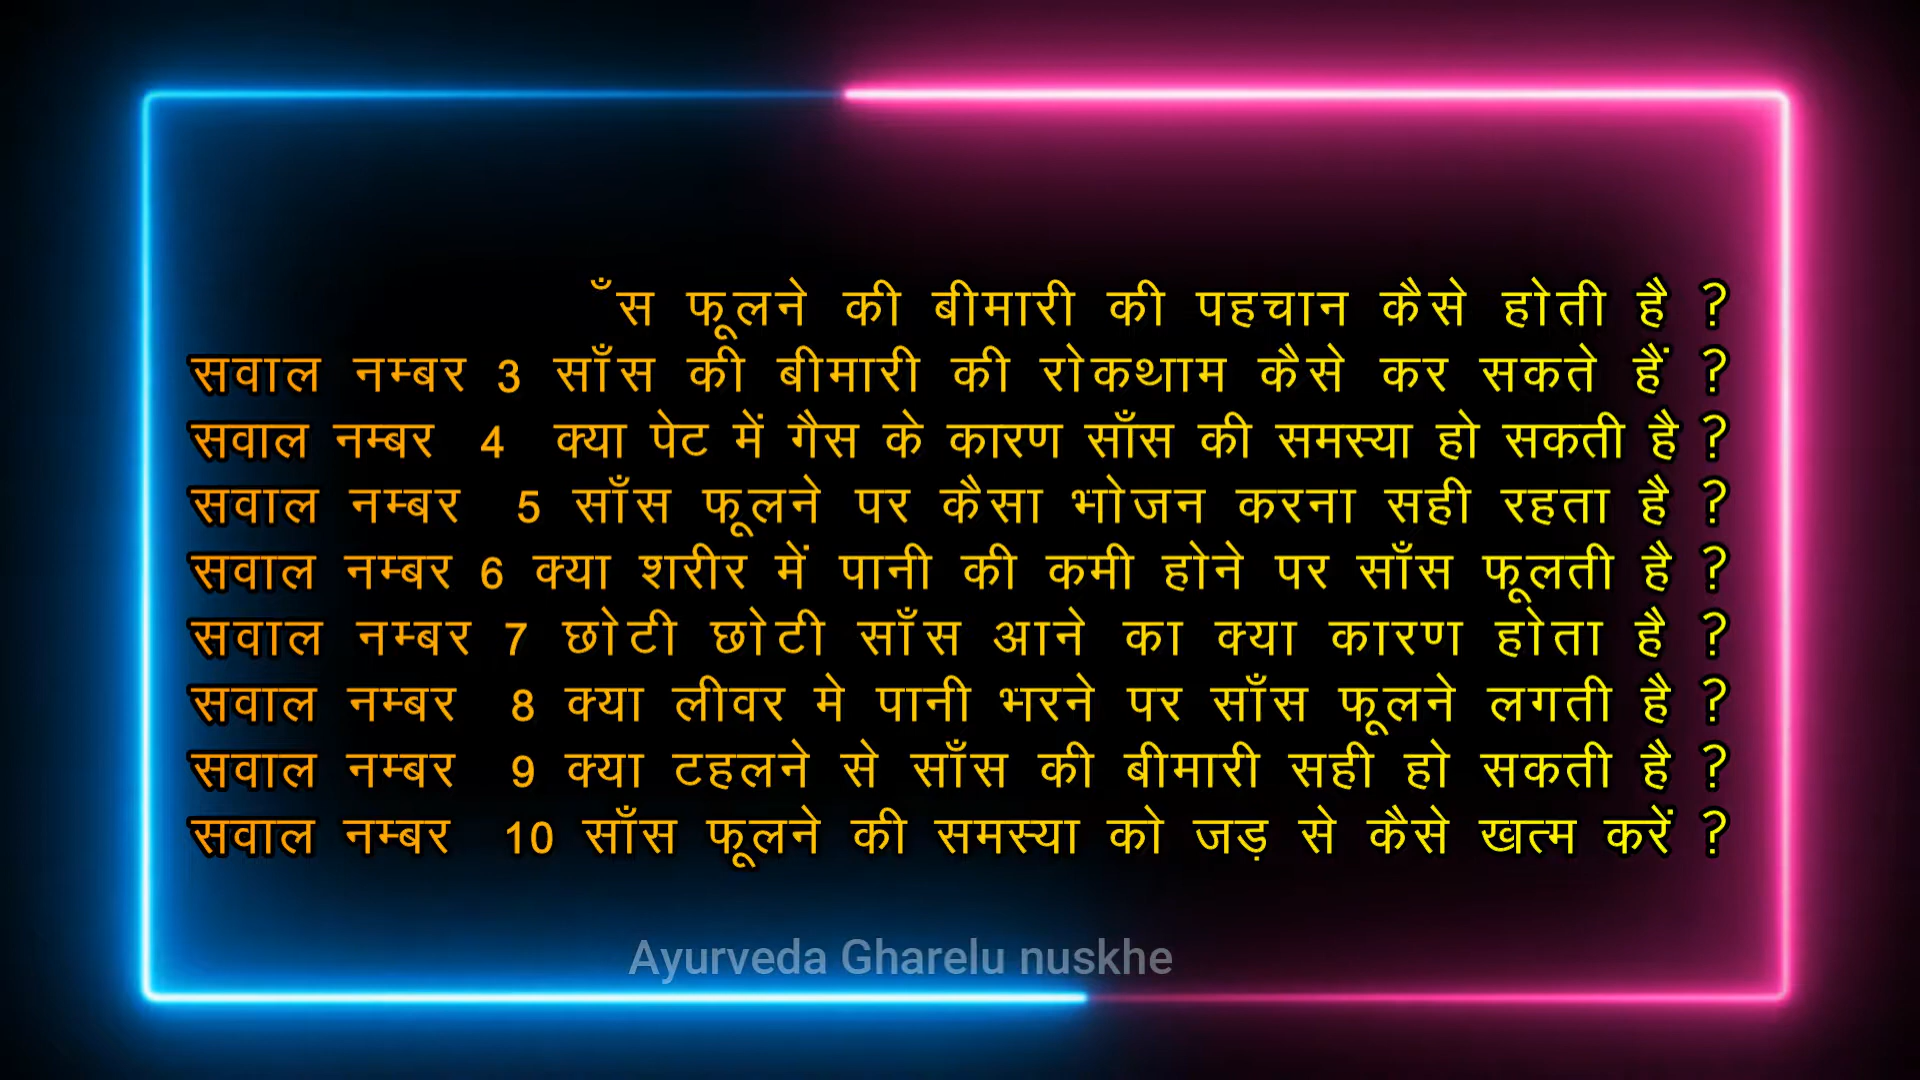 ँस फूलने की बीमारी की पहचान कैसे होती है ?
सवाल नम्बर 3 साँस की बीमारी की रोकथाम कैसे कर सकते हैं ?
सवाल नम्बर 4 क्या पेट में गैस के कारण साँस की समस्या हो सकती है ?
सवाल नम्बर 5 साँस फूलने पर कैसा भोजन करना सही रहता है ?
सवाल नम्बर 6 क्या शरीर में पानी की कमी होने पर साँस फूलती है ?
सवाल नम्बर 7 छोटी छोटी साँस आने का क्या कारण होता है ?
सवाल नम्बर 8 क्या लीवर मे पानी भरने पर साँस फूलने लगती है ?
सवाल नम्बर 9 क्या टहलने से साँस की बीमारी सही हो सकती है ?
सवाल नम्बर 10 साँस फूलने की समस्या को जड़ से कैसे खत्म करें ?
Ayurveda Gharelu nuskhe